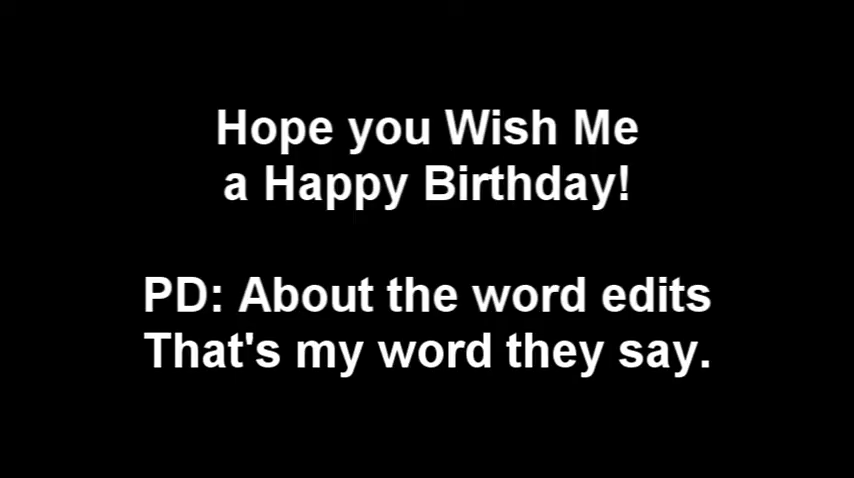 Hope you Wish Me
a Happy Birthday!
PD: About the word edits
That's my word they say.